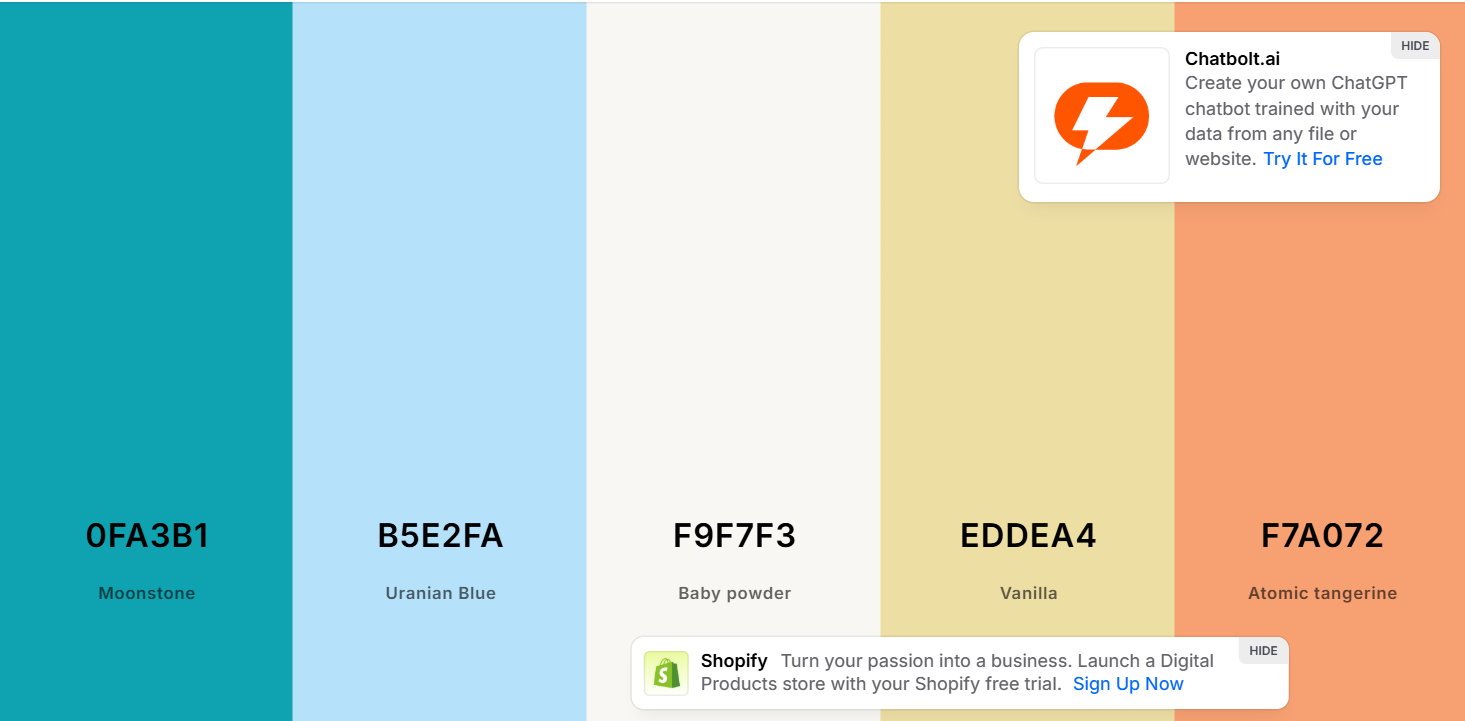 HIDE
Chatbolt.ai
Create your own ChatGPT
chatbot trained with your
data from any file or
website. Try It For Free
0FA3B1
B5E2FA
F9F7F3
EDDEA4
F7A072
Moonstone
Uranian Blue
Baby powder
Vanilla
Atomic tangerine
HIDE
Shopify Turn your passion into a business. Launch a Digital
Products store with your Shopify free trial. Sign Up Now